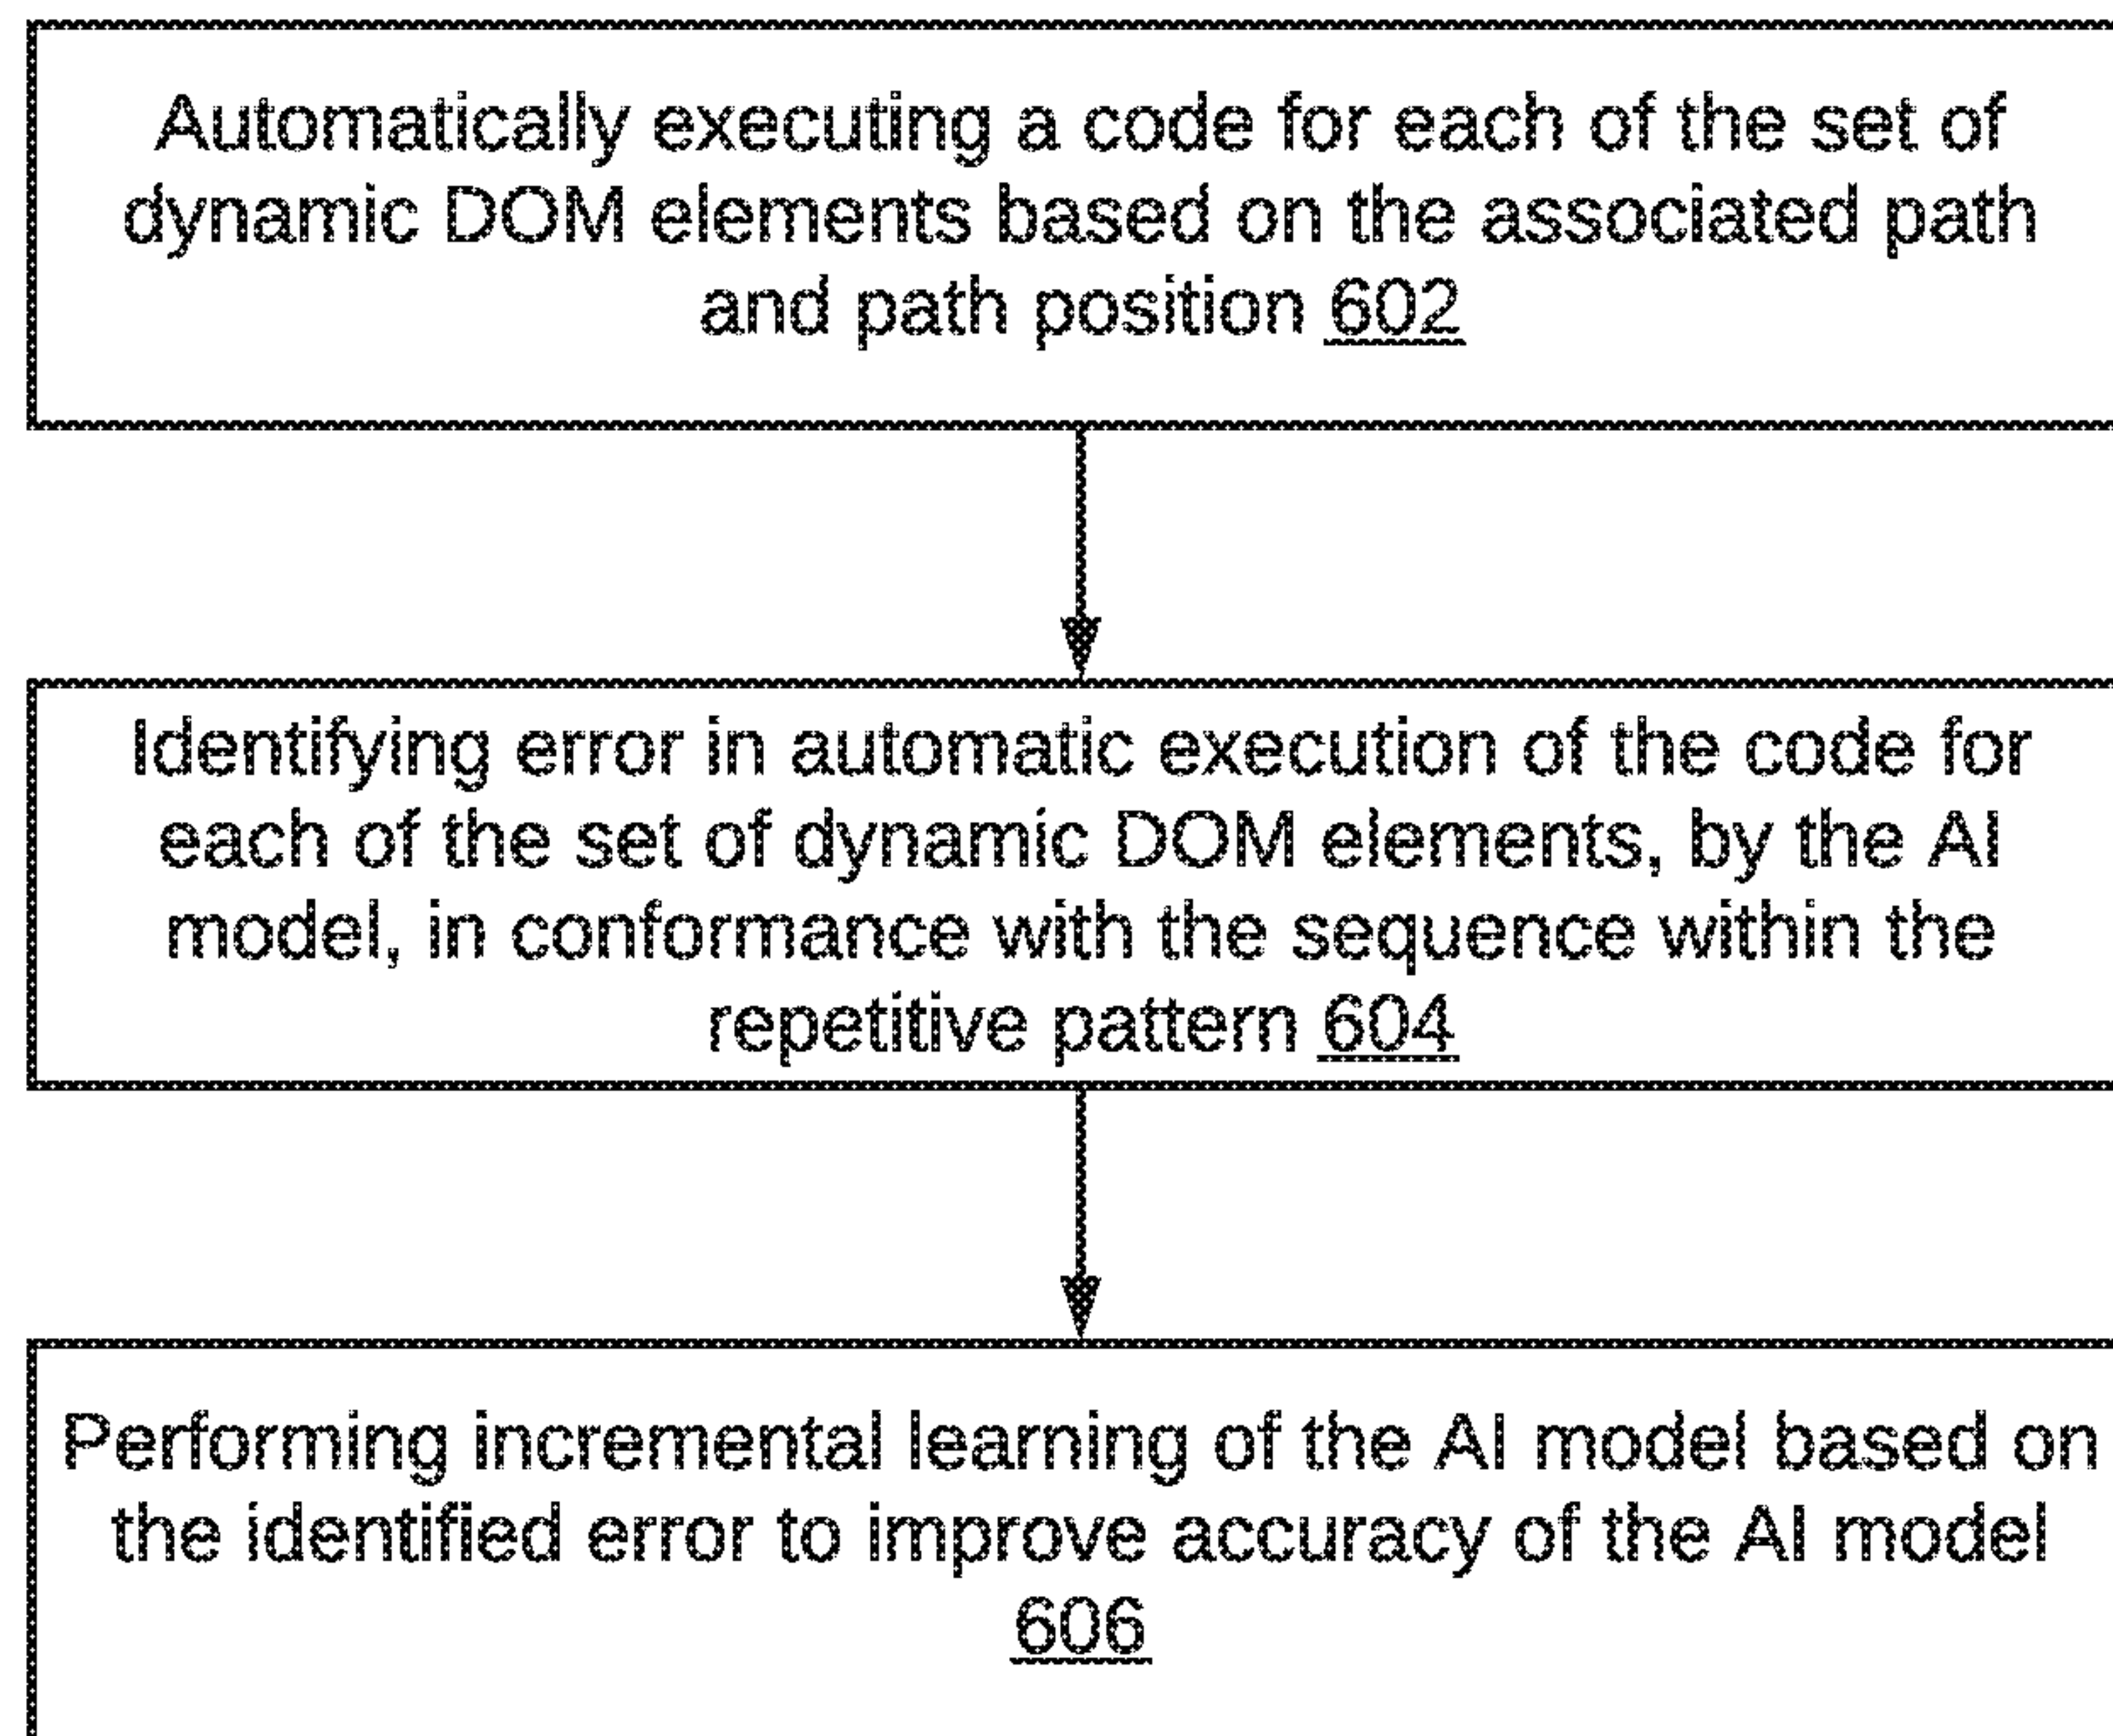 Automatically executing a code for each of the set of
dynamic DOM elements based on the associated path
and path position 602
Identifying error in automatic execution of the code for
each of the set of dynamic DOM elements, by the AI
model, in conformance with the sequence within the
repetitive pattern 604
Performing incremental learning of the AI model based on
the identified error to improve accuracy of the AI model
606